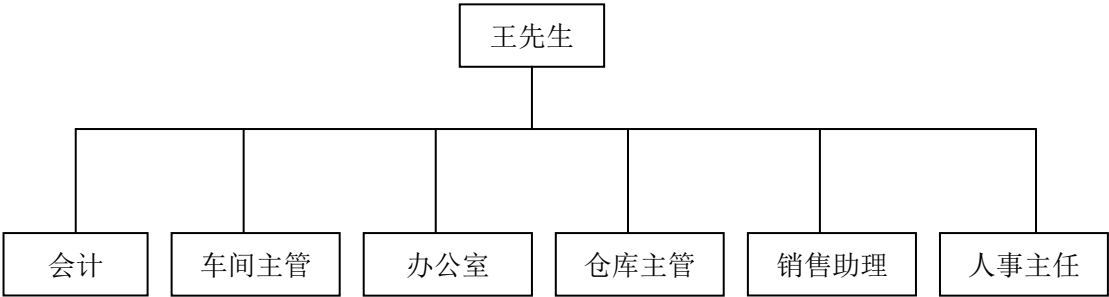 王先生
会计
车间主管
办公室
仓库主管
销售助理
人事主任